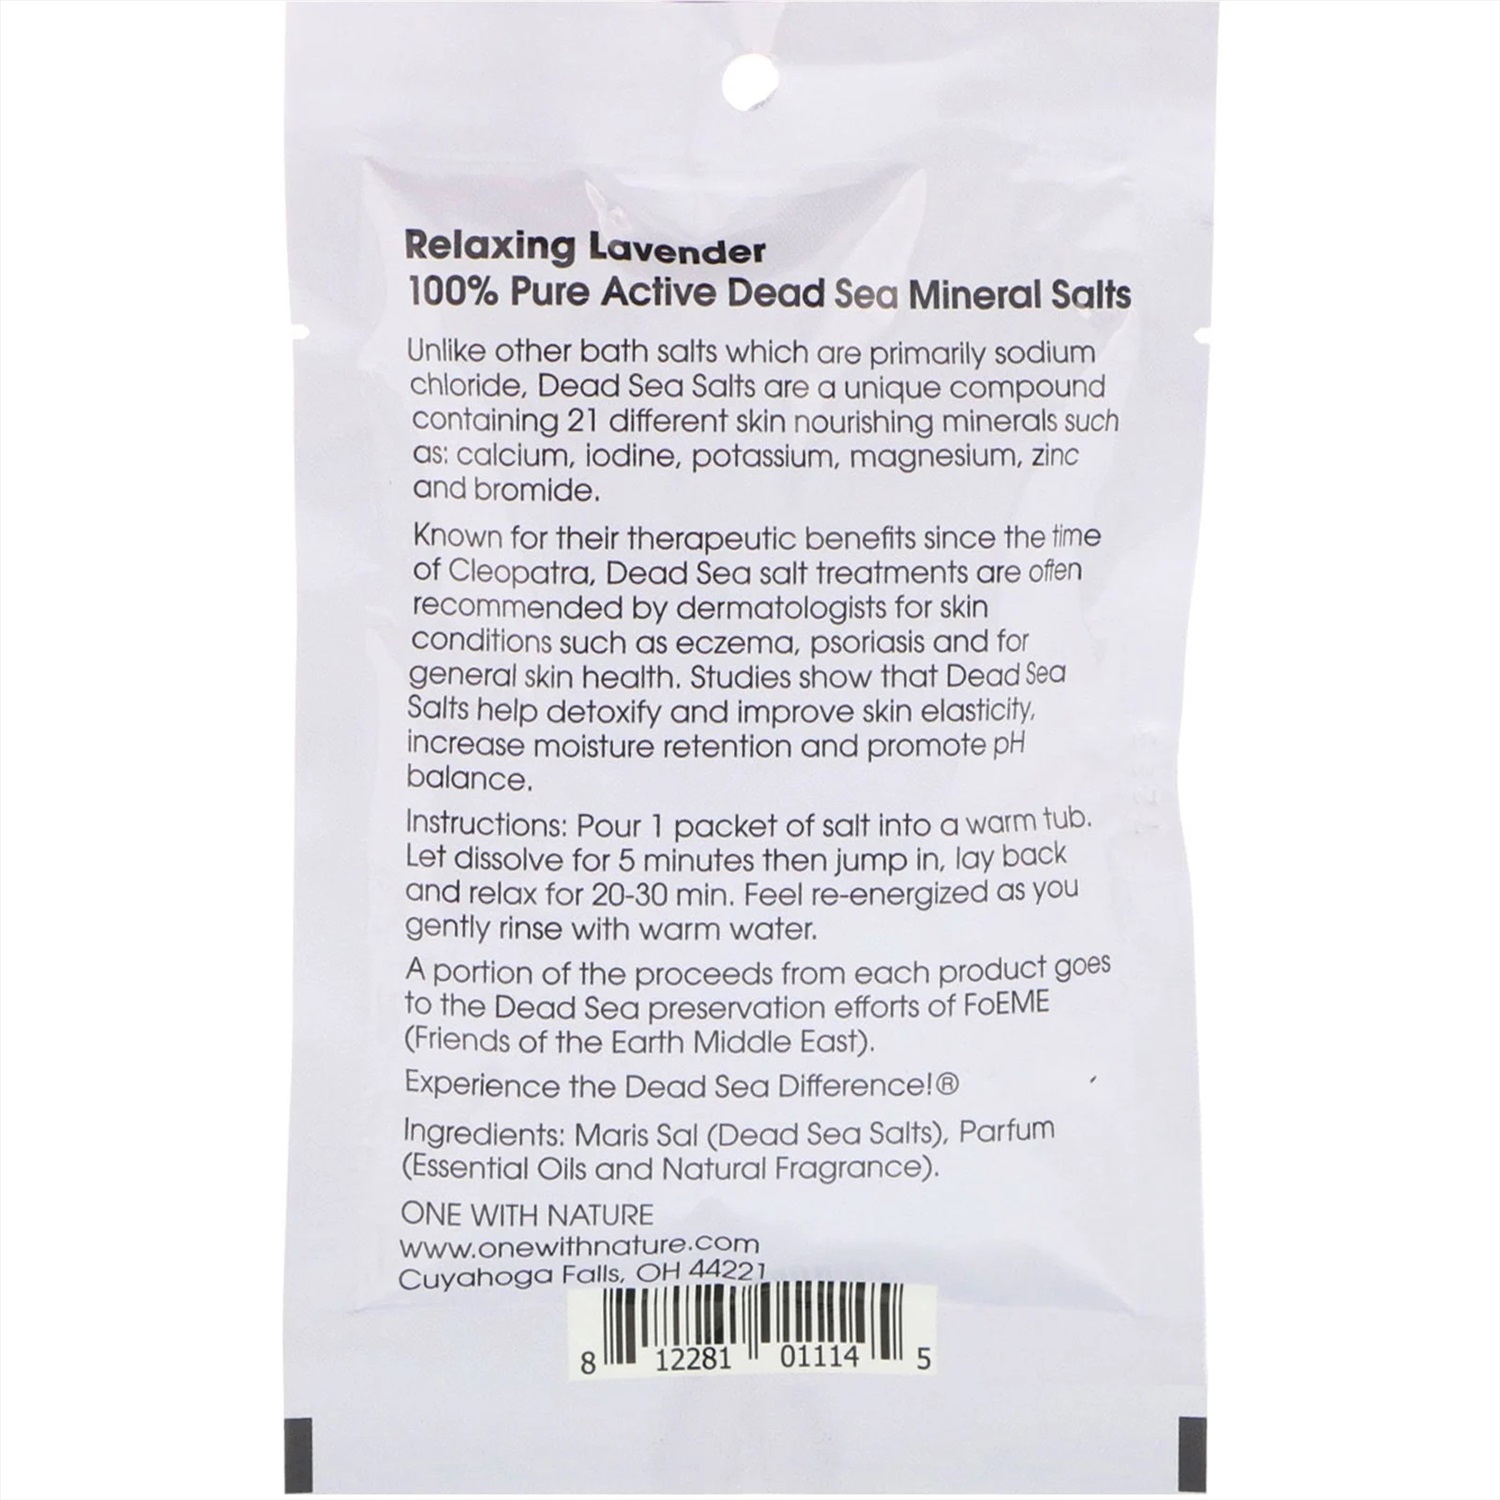 Relaxing Lavender
100% Pure Active Dead Sea Mineral Salts
Unlike other bath salts which are primarily sodium
chloride, Dead Sea Salts are a unique compound
containing 21 different skin nourishing minerals such
as: calcium, iodine, potassium, magnesium, zinc
and bromide.
Known for their therapeutic benefits since the time
of Cleopatra, Dead Sea salt treatments are often
recommended by dermatologists for skin
conditions such as eczema, psoriasis and for
general skin health. Studies show that Dead Sea
Salts help detoxify and improve skin elasticity,
increase moisture retention and promote pH
balance.
Instructions: Pour 1 packet of salt into a warm tub.
Let dissolve for 5 minutes then jump in, lay back
and relax for 20-30 min. Feel re-energized as you
gently rinse with warm water.
A portion of the proceeds from each product goes
to the Dead Sea preservation efforts of FoEME
(Friends of the Earth Middle East).
Experience the Dead Sea Difference!®
Ingredients: Maris Sal (Dead Sea Salts), Parfum
(Essential Oils and Natural Fragrance).
ONE WITH NATURE
www.onewithnature.com
Cuyahoga Falls, OH 44221
8 12281 01114 5